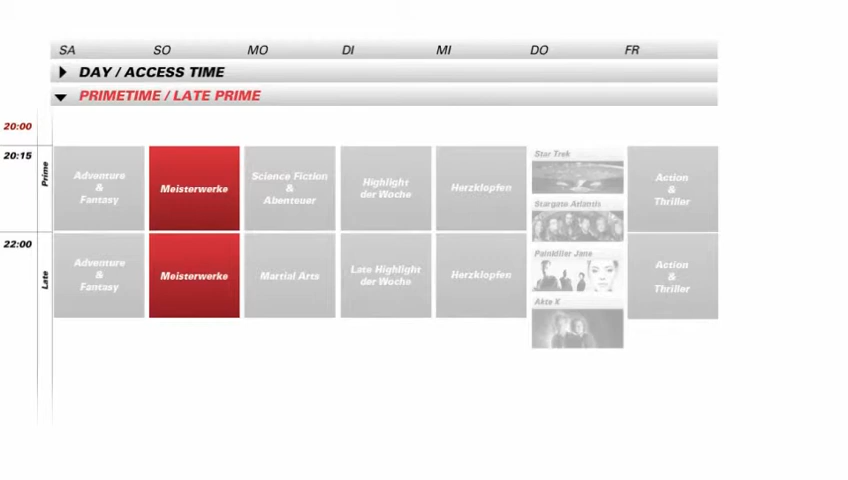 SA SO MO DI MI DO FR
DAY / ACCESS TIME
PRIMETIME / LATE PRIME
20:00
20:15
Prime
Adventure
&
Fantasy
Meisterwerke
Science Fiction
&
Abenteuer
Highlight
der Woche
Herzklopfen
Star Trek
Stargate Atlantis
Action
&
Thriller
22:00
Late
Adventure
&
Fantasy
Meisterwerke
Martial Arts
Late Highlight
der Woche
Herzklopfen
Painkiller Jane
Akte X
Action
&
Thriller